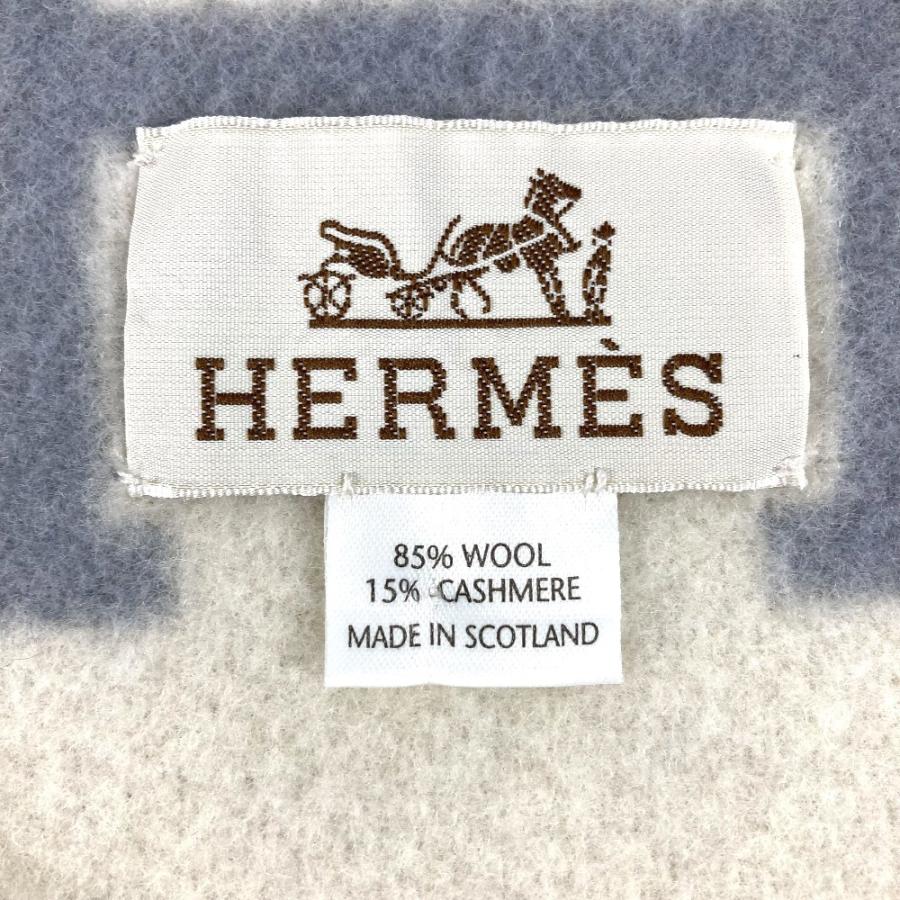 HERMÈS
85% WOOL
15% CASHMERE
MADE IN SCOTLAND